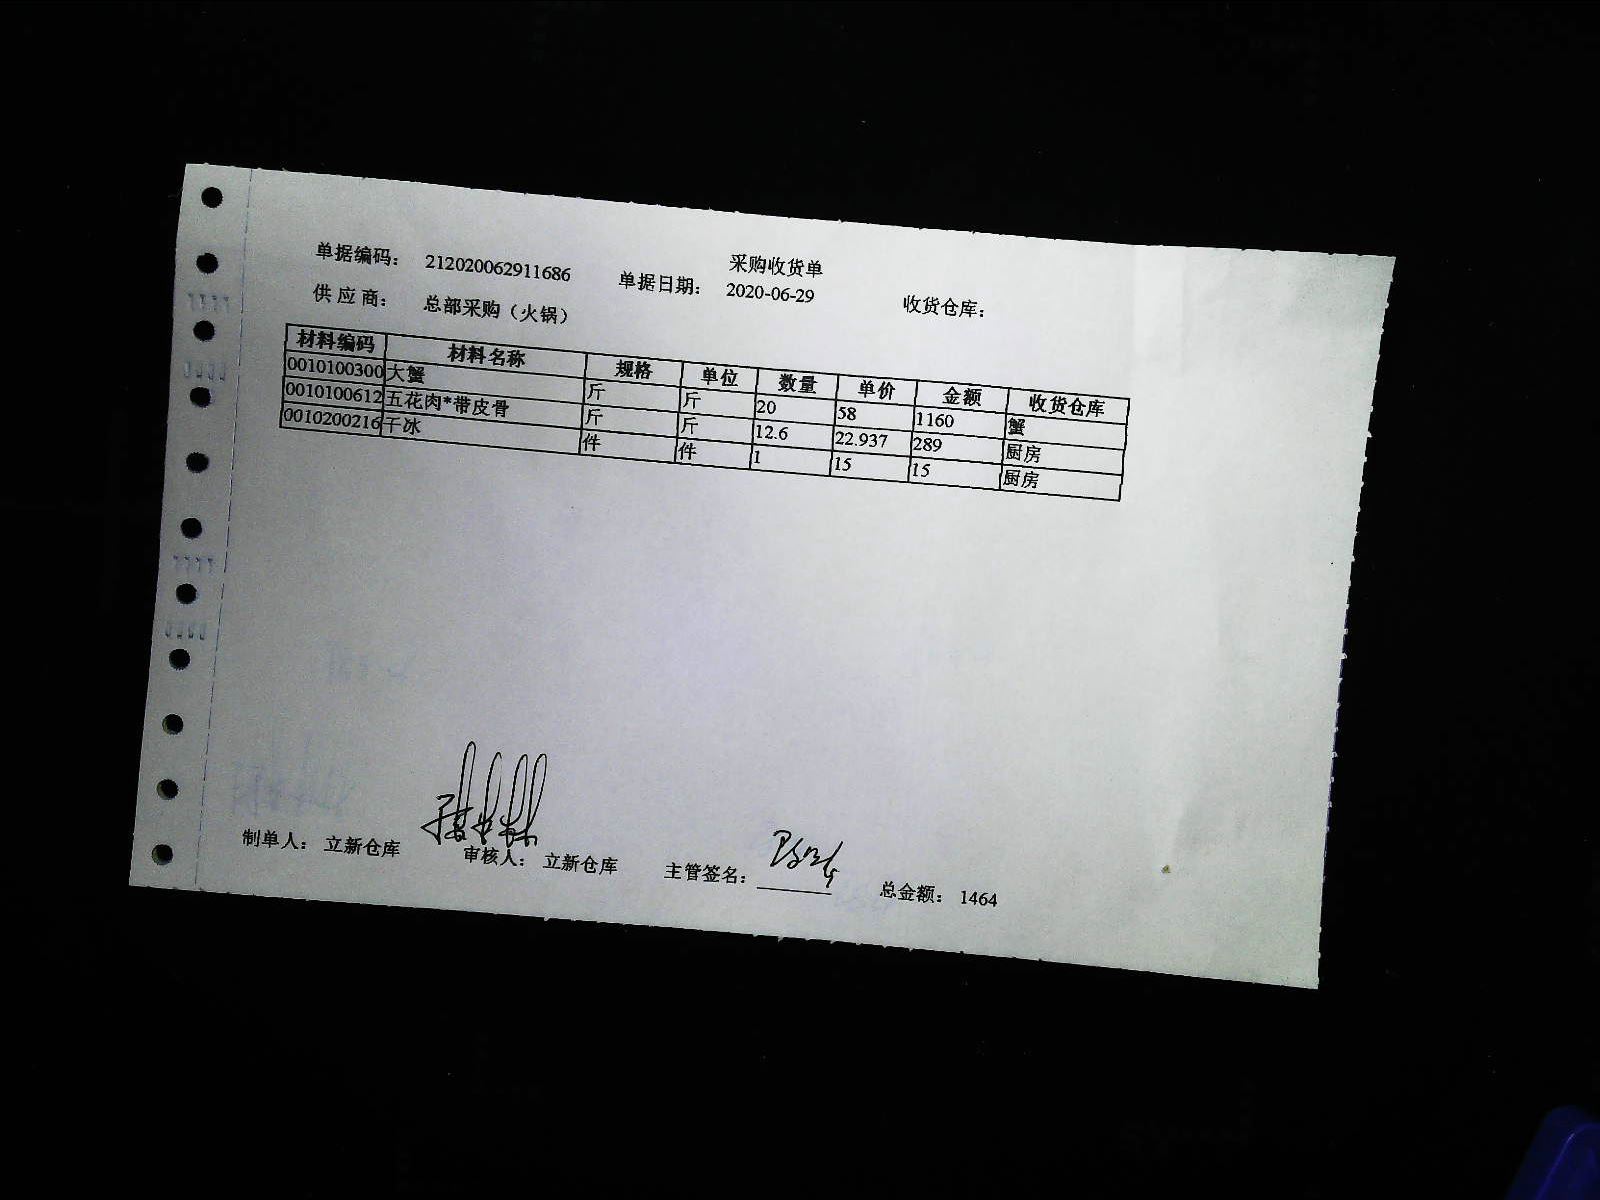 采购收货单
单据编码： 212020062911686 单据日期： 2020-06-29 收货仓库：
供应商： 总部采购（火锅）
材料编码 材料名称 规格 单位 数量 单价 金额 收货仓库
0010100300 大蟹 斤 斤 20 58 1160 蟹
0010100612 五花肉*带皮骨 斤 斤 12.6 22.937 289 厨房
0010200216 干冰 件 件 1 15 15 厨房
制单人： 立新仓库 审核人： 立新仓库 主管签名： 总金额： 1464